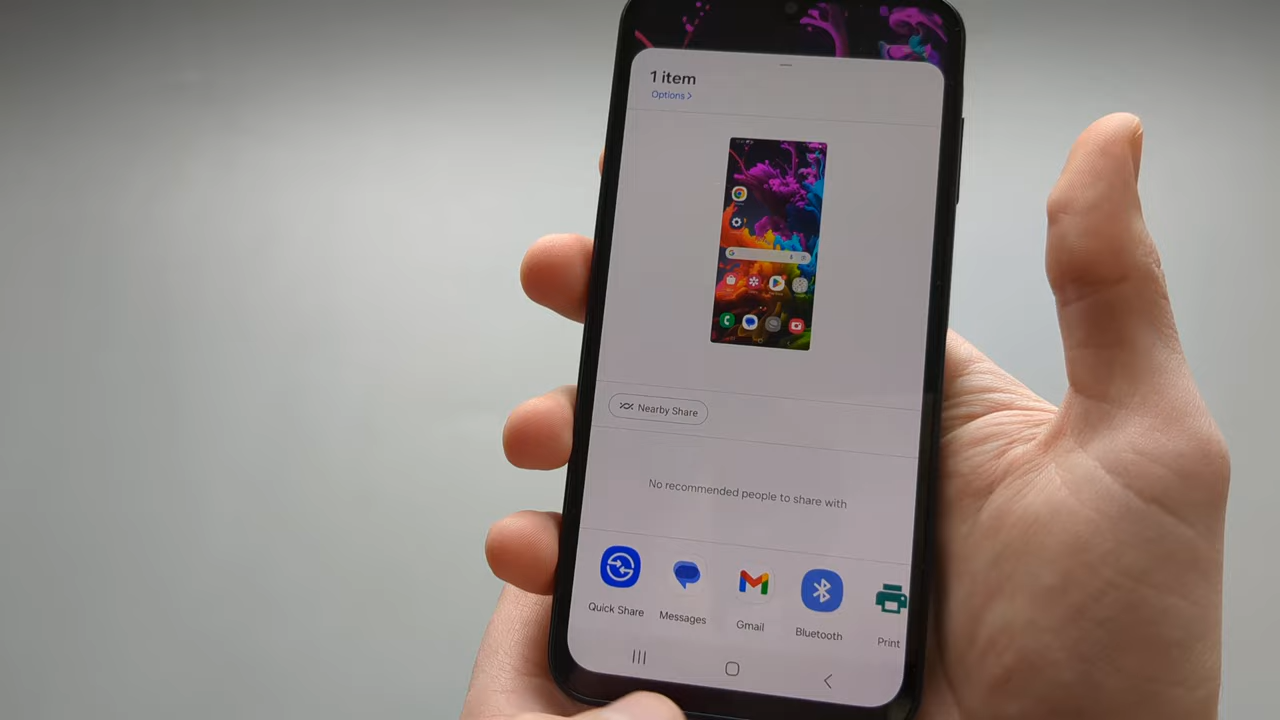 1 item
Options >
Nearby Share
No recommended people to share with
Quick Share
Messages
Gmail
Bluetooth
Print